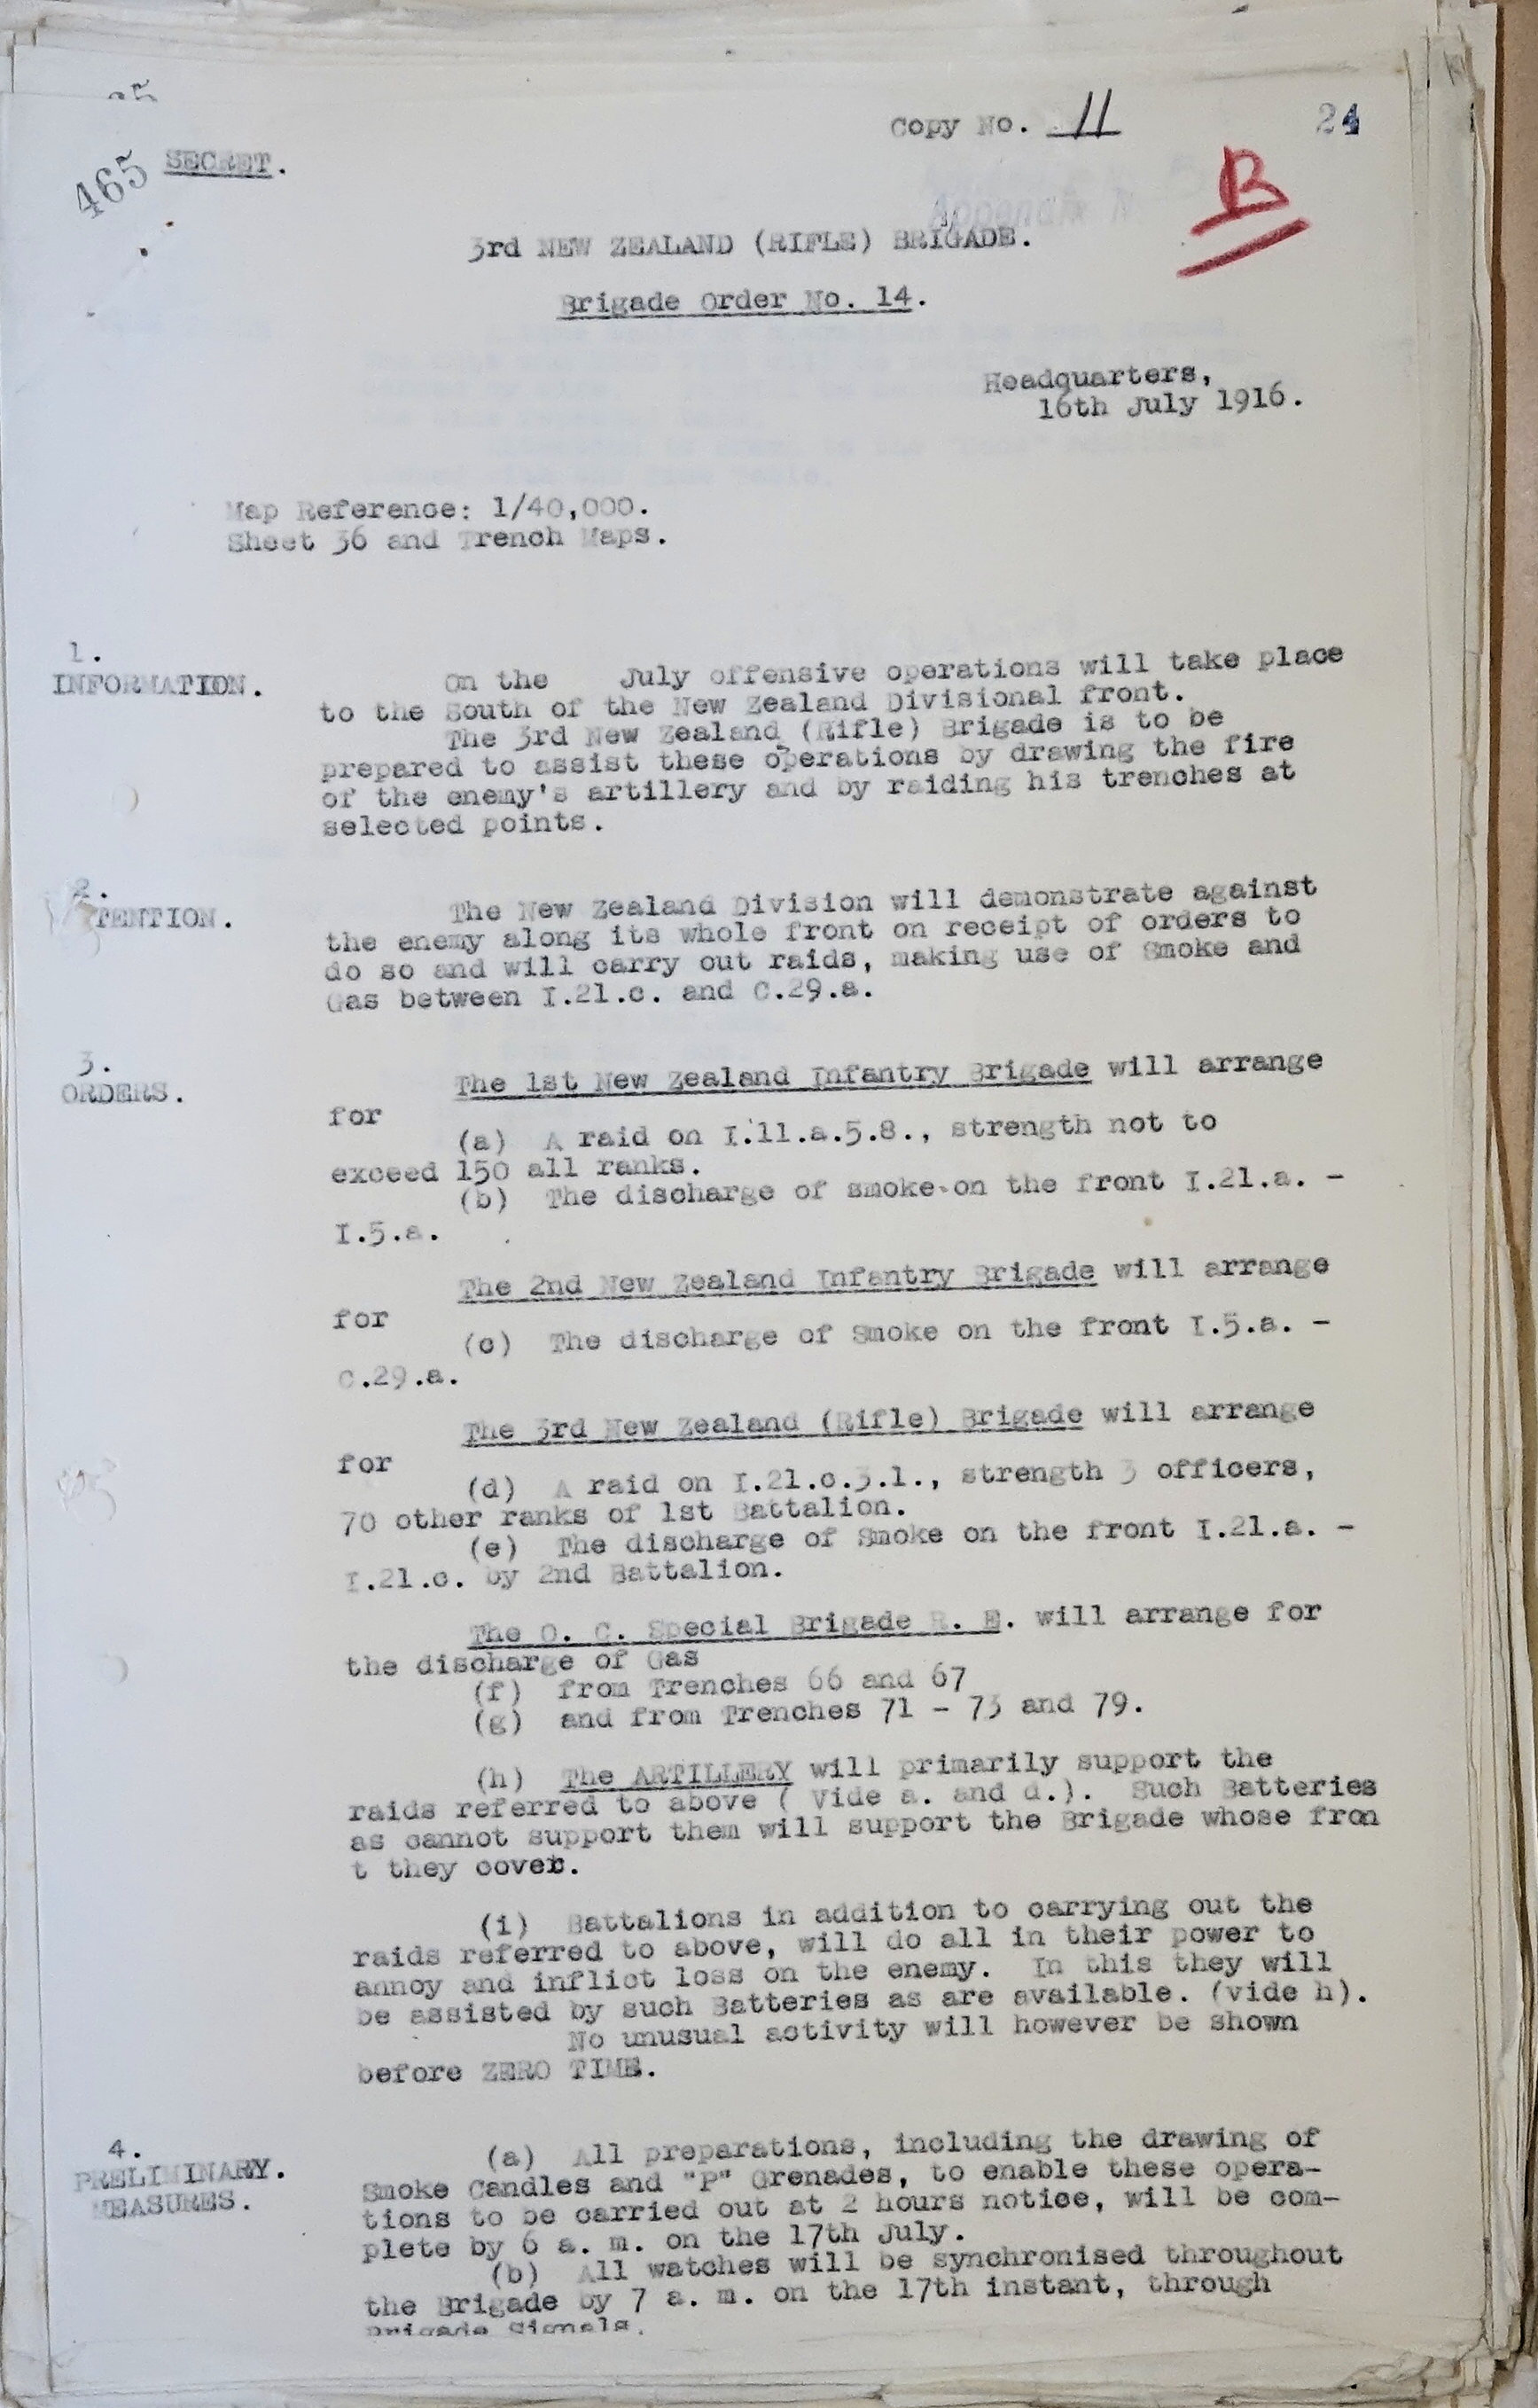 Copy No. 11
24
465
SECRET.
B
3rd NEW ZEALAND (RIFLE) BRIGADE.
Brigade Order No. 14.
Headquarters,
16th July 1916.
Map Reference: 1/40,000.
Sheet 36 and Trench Maps.
1.
INFORMATION.
On the July offensive operations will take place
to the South of the New Zealand Divisional front.
The 3rd New Zealand (Rifle) Brigade is to be
prepared to assist these operations by drawing the fire
of the enemy's artillery and by raiding his trenches at
selected points.
2.
TENTION.
The New Zealand Division will demonstrate against
the enemy along its whole front on receipt of orders to
do so and will carry out raids, making use of Smoke and
Gas between I.21.c. and C.29.a.
3.
ORDERS.
The 1st New Zealand Infantry Brigade will arrange
for
(a) A raid on I.11.a.5.8., strength not to
exceed 150 all ranks.
(b) The discharge of smoke on the front I.21.a. -
I.5.a.
The 2nd New Zealand Infantry Brigade will arrange
for
(c) The discharge of Smoke on the front I.5.a. -
C.29.a.
The 3rd New Zealand (Rifle) Brigade will arrange
for
(d) A raid on I.21.c.3.1., strength 3 officers,
70 other ranks of 1st Battalion.
(e) The discharge of Smoke on the front I.21.a. -
I.21.c. by 2nd Battalion.
The O. C. Special Brigade R. E. will arrange for
the discharge of Gas
(f) from Trenches 66 and 67
(g) and from Trenches 71 - 73 and 79.
(h) The ARTILLERY will primarily support the
raids referred to above ( Vide a. and d.). Such Batteries
as cannot support them will support the Brigade whose fron
t they cover.
(i) Battalions in addition to carrying out the
raids referred to above, will do all in their power to
annoy and inflict loss on the enemy. In this they will
be assisted by such Batteries as are available. (vide h).
No unusual activity will however be shown
before ZERO TIME.
4.
PRELIMINARY.
MEASURES.
(a) All preparations, including the drawing of
Smoke Candles and "P" Grenades, to enable these opera-
tions to be carried out at 2 hours notice, will be com-
plete by 6 a. m. on the 17th July.
(b) All watches will be synchronised throughout
the Brigade by 7 a. m. on the 17th instant, through
Brigade Signals.